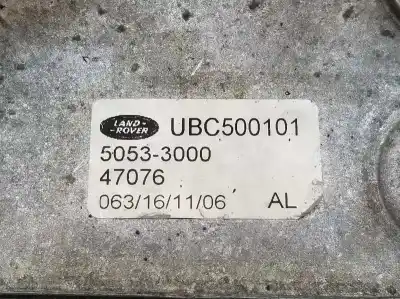 LAND-
-ROVER
UBC500101
5053-3000
47076
063/16/11/06 AL